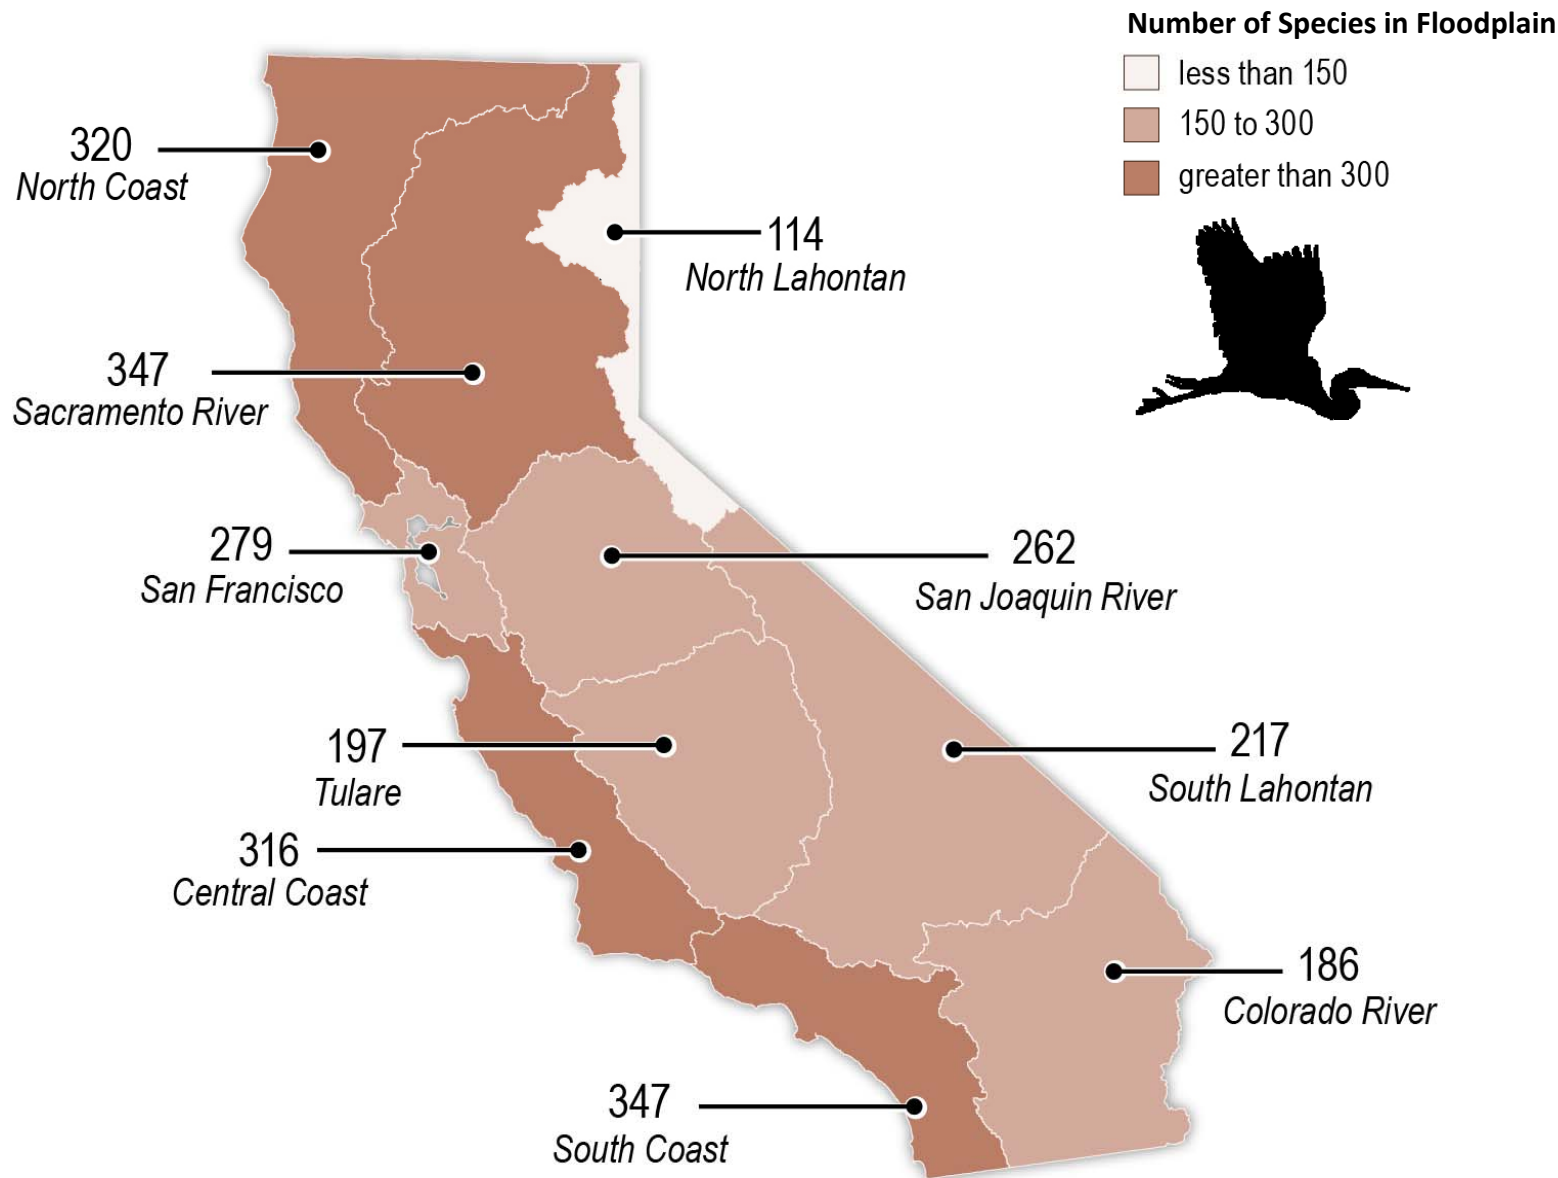 Number of Species in Floodplain
less than 150
150 to 300
greater than 300
320
North Coast
114
North Lahontan
347
Sacramento River
279
San Francisco
262
San Joaquin River
197
Tulare
217
South Lahontan
316
Central Coast
186
Colorado River
347
South Coast